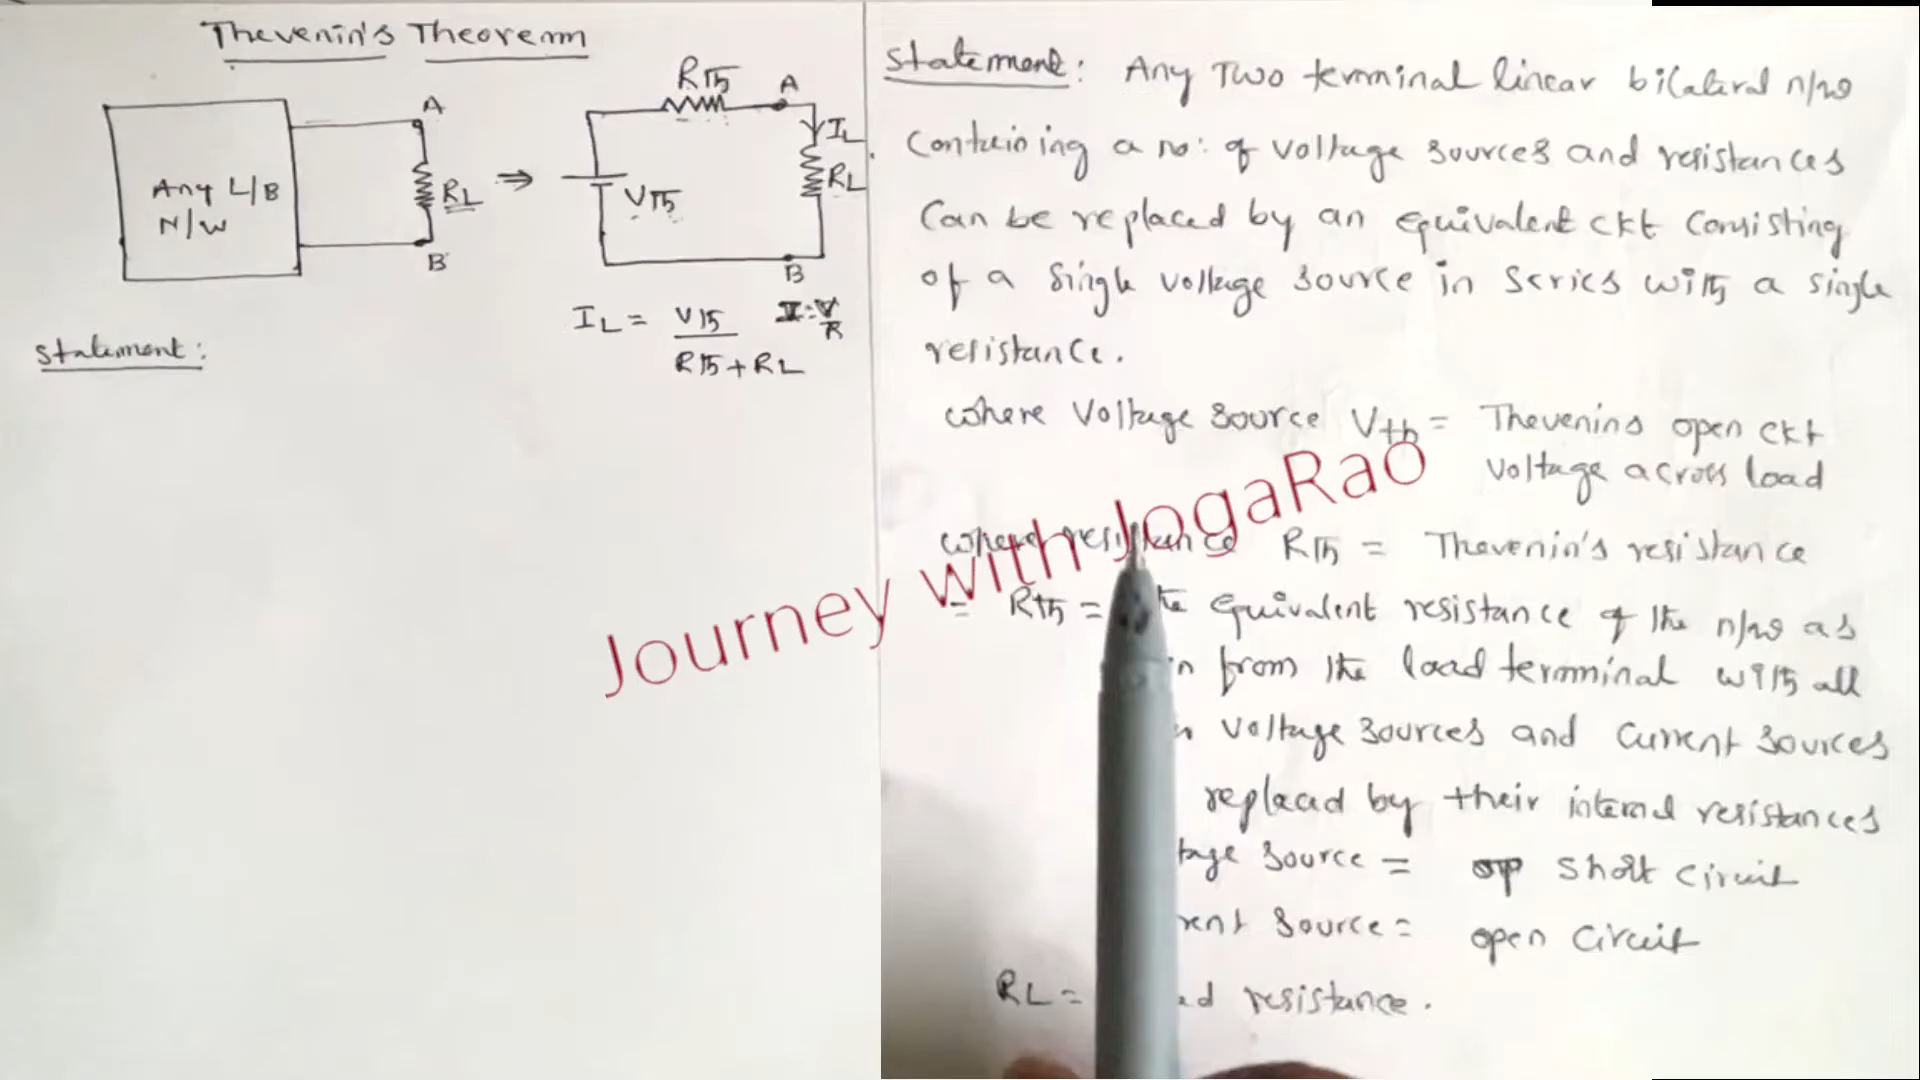 Thevenin's Theorem
Any L/B
N/W
A
RL
B
⇒
RTh
A
IL
RL
VTh
B
IL = VTh / RTh + RL
I = V/R
Statement:
Statement: Any Two terminal linear bilateral n/w
Containing a no: of voltage sources and resistances
Can be replaced by an equivalent ckt Consisting
of a Single voltage source in Series with a single
resistance.
where Voltage Source Vth = Thevenins open ckt
voltage across load
where resistance RTh = Thevenin's resistance
= RTh = equivalent resistance of the n/w as
from the load terminal with all
voltage sources and Current Sources
replaced by their internal resistances
Source = Short Circuit
Source = open Circuit
RL = resistance.
Journey with JogaRao